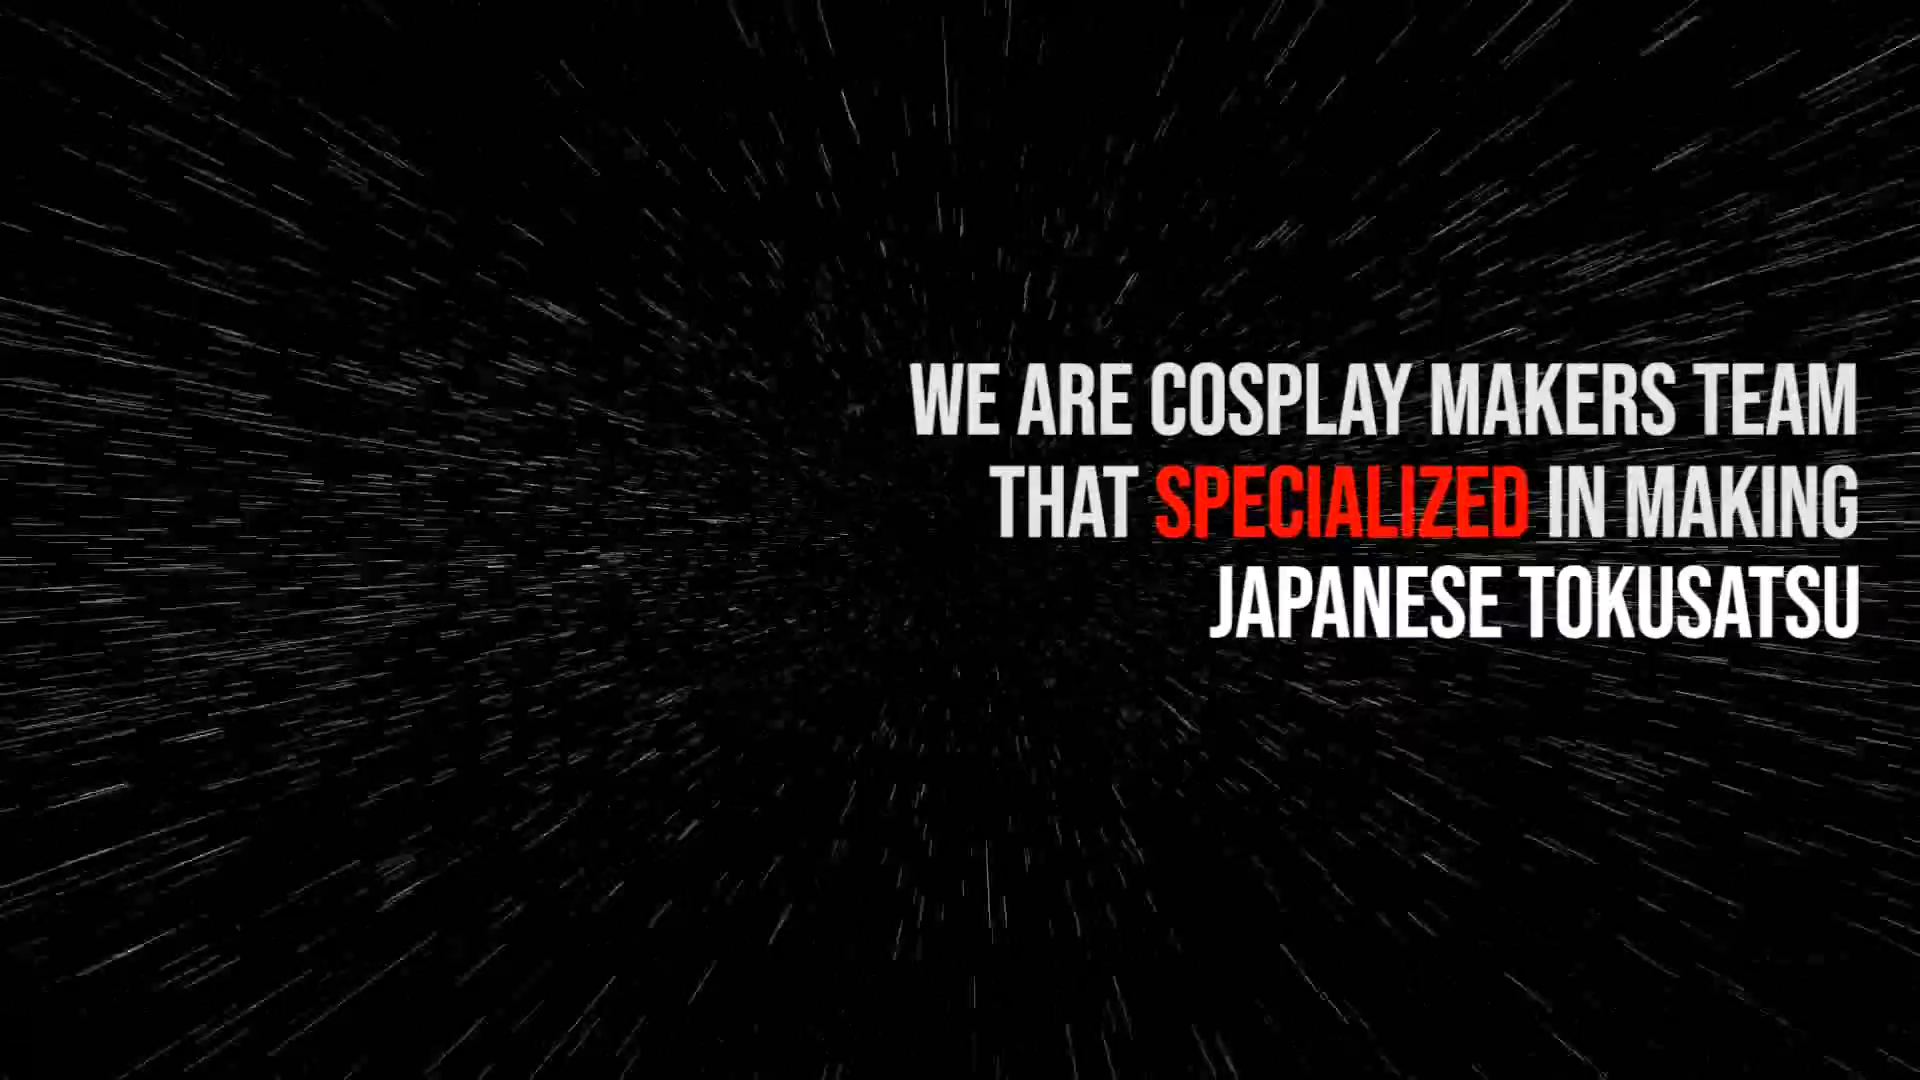 WE ARE COSPLAY MAKERS TEAM
THAT SPECIALIZED IN MAKING
JAPANESE TOKUSATSU